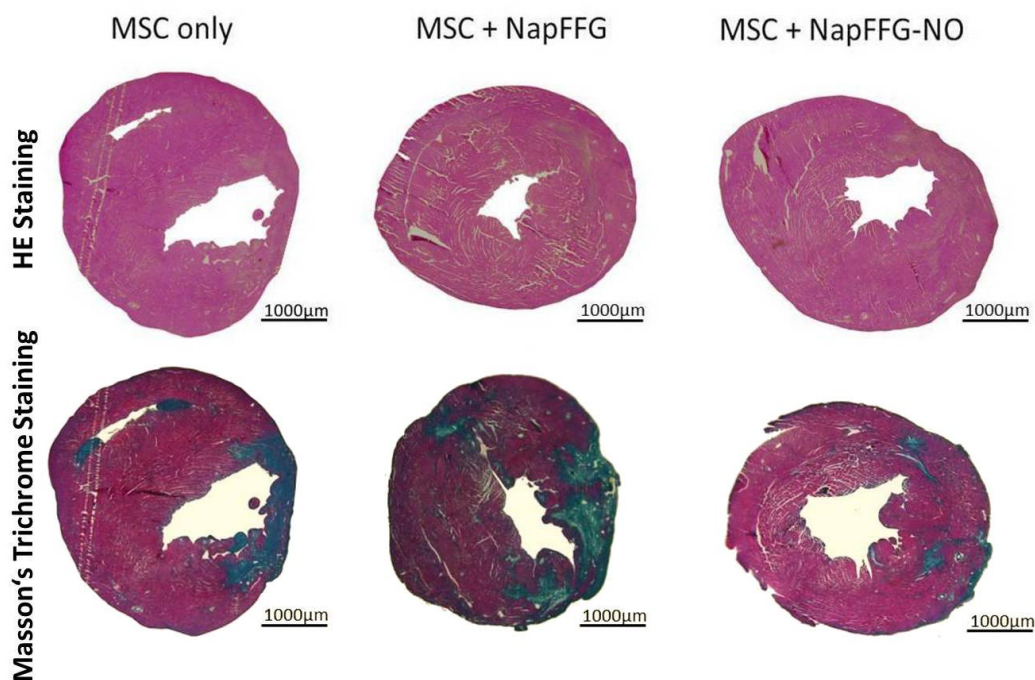 MSC only
MSC + NapFFG
MSC + NapFFG-NO
HE Staining
1000µm
1000µm
1000µm
Masson‘s Trichrome Staining
1000µm
1000µm
1000µm